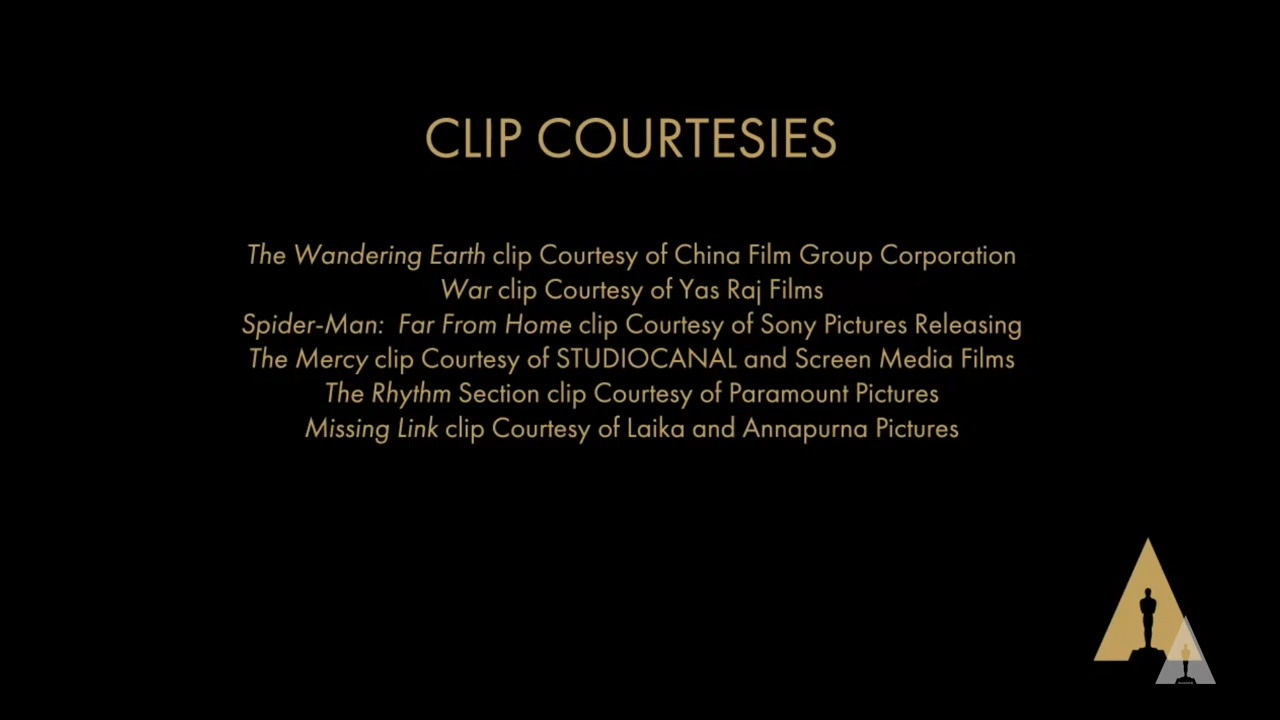 CLIP COURTESIES
The Wandering Earth clip Courtesy of China Film Group Corporation
War clip Courtesy of Yas Raj Films
Spider-Man:  Far From Home clip Courtesy of Sony Pictures Releasing
The Mercy clip Courtesy of STUDIOCANAL and Screen Media Films
The Rhythm Section clip Courtesy of Paramount Pictures
Missing Link clip Courtesy of Laika and Annapurna Pictures